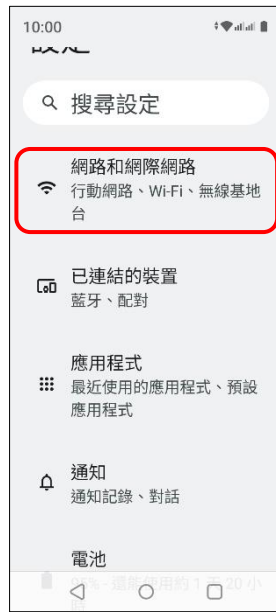 10:00
設定
搜尋設定
網路和網際網路
行動網路、Wi-Fi、無線基地
台
已連結的裝置
藍牙、配對
應用程式
最近使用的應用程式、預設
應用程式
通知
通知記錄、對話
電池